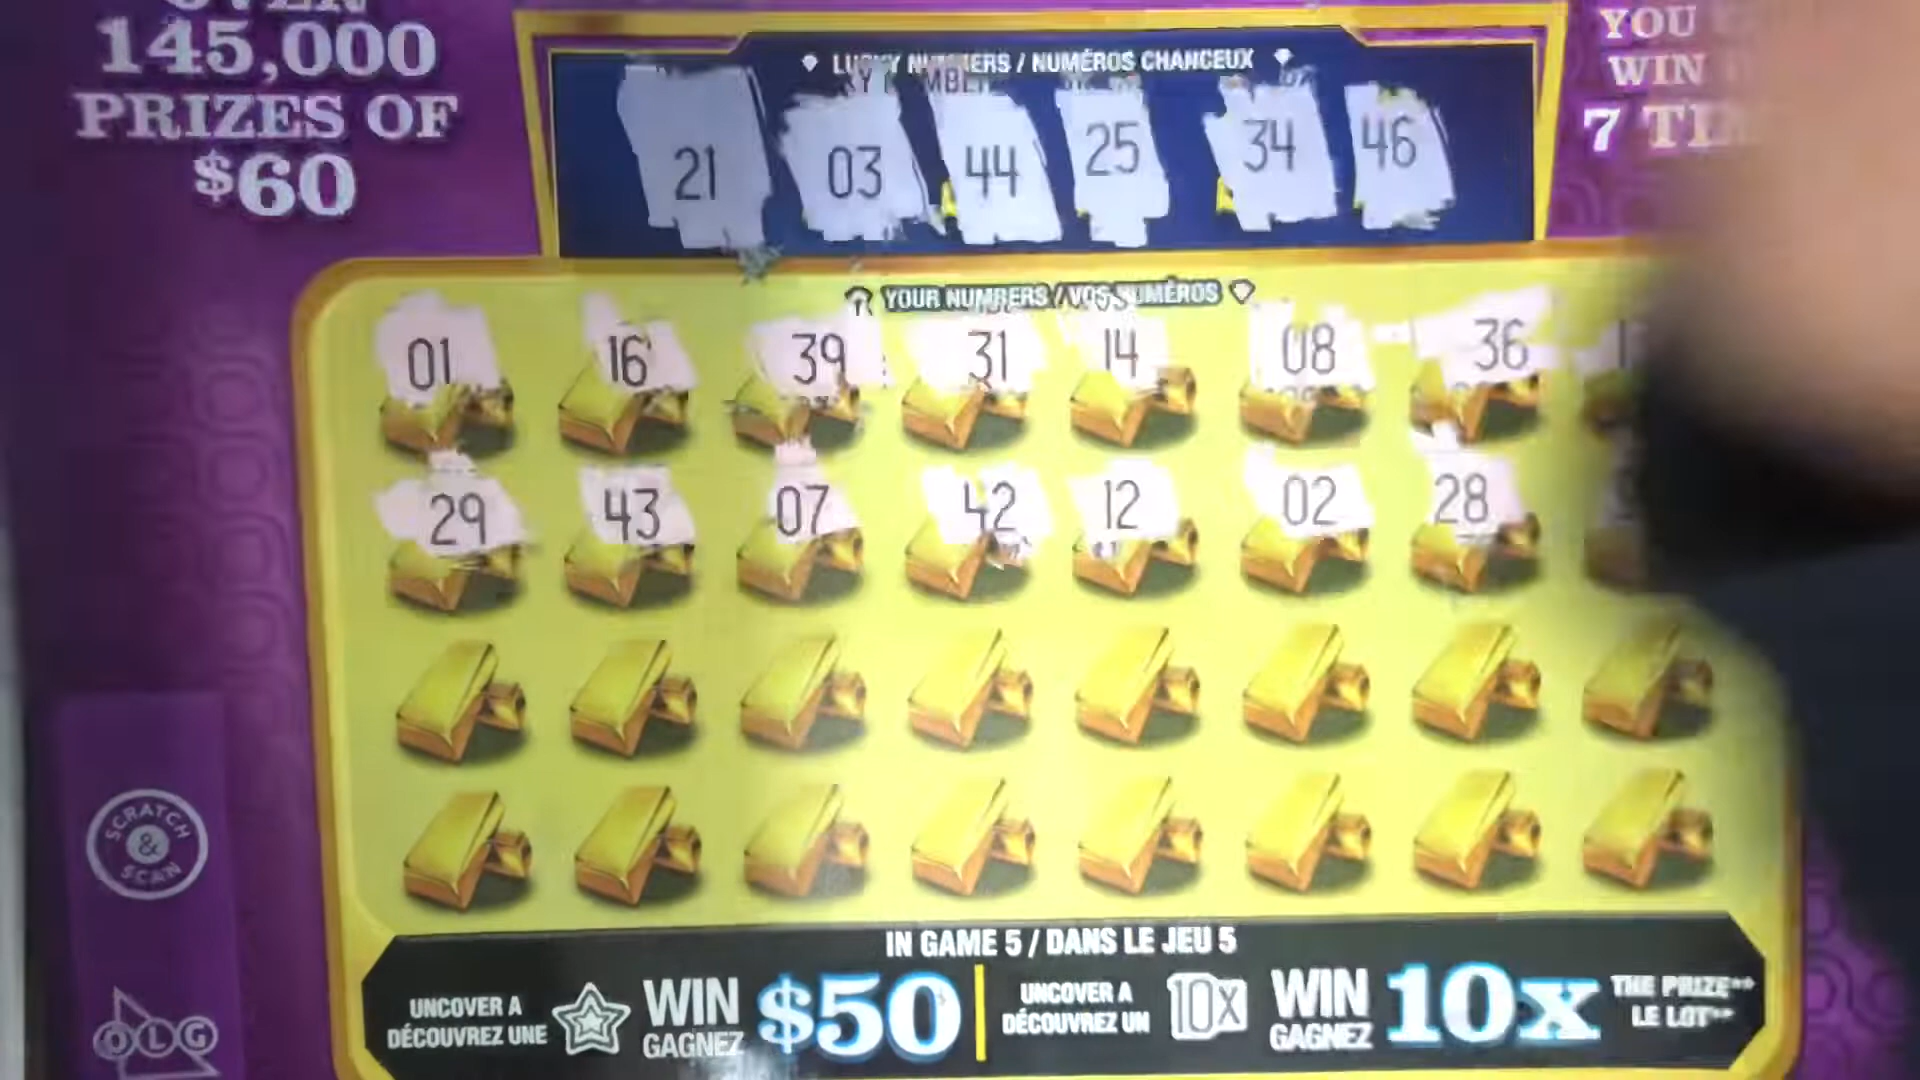 145,000
PRIZES OF
$60
LUCKY NUMBERS / NUMÉROS CHANCEUX
21 03 44 25 34 46
YOU
WIN
7
YOUR NUMBERS / VOS NUMÉROS
01 16 39 31 14 08 36
29 43 07 42 12 02 28
SCRATCH
&
SCAN
OLG
IN GAME 5 / DANS LE JEU 5
UNCOVER A
DÉCOUVREZ UNE
WIN
GAGNEZ
$50
UNCOVER A
DÉCOUVREZ UN
10X
WIN
GAGNEZ
10X
THE PRIZE**
LE LOT**